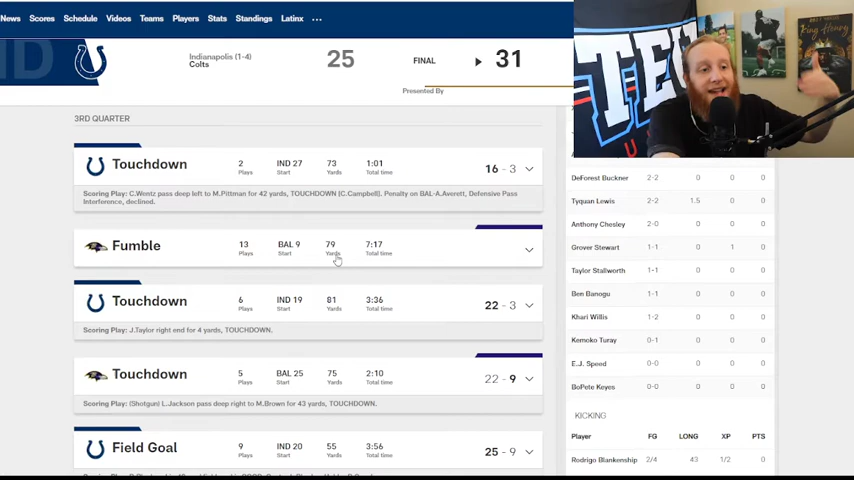 News Scores Schedule Videos Teams Players Stats Standings Latinx ...
Indianapolis (1-4)
Colts
25
FINAL
31
Presented By
3RD QUARTER
Touchdown
2
Plays
IND 27
Start
73
Yards
1:01
Total time
16 - 3
Scoring Play: C.Wentz pass deep left to M.Pittman for 42 yards, TOUCHDOWN [C.Campbell]. Penalty on BAL-A.Averett, Defensive Pass
Interference, declined.
Fumble
13
Plays
BAL 9
Start
79
Yards
7:17
Total time
Touchdown
6
Plays
IND 19
Start
81
Yards
3:36
Total time
22 - 3
Scoring Play: J.Taylor right end for 4 yards, TOUCHDOWN.
Touchdown
5
Plays
BAL 25
Start
75
Yards
2:10
Total time
22 - 9
Scoring Play: (Shotgun) L.Jackson pass deep right to M.Brown for 43 yards, TOUCHDOWN.
Field Goal
9
Plays
IND 20
Start
55
Yards
3:56
Total time
25 - 9
TEC
King Henry
DeForest Buckner 2-2 0 0 0
Tyquan Lewis 2-2 1.5 0 0
Anthony Chesley 2-0 0 0 0
Grover Stewart 1-1 0 1 0
Taylor Stallworth 1-1 0 0 0
Ben Banogu 1-1 0 0 0
Khari Willis 1-2 0 0 0
Kemoko Turay 0-1 0 0 0
E.J. Speed 0-0 0 0 0
BoPete Keyes 0-0 0 0 0
KICKING
Player FG LONG XP PTS
Rodrigo Blankenship 2/4 43 1/2 0